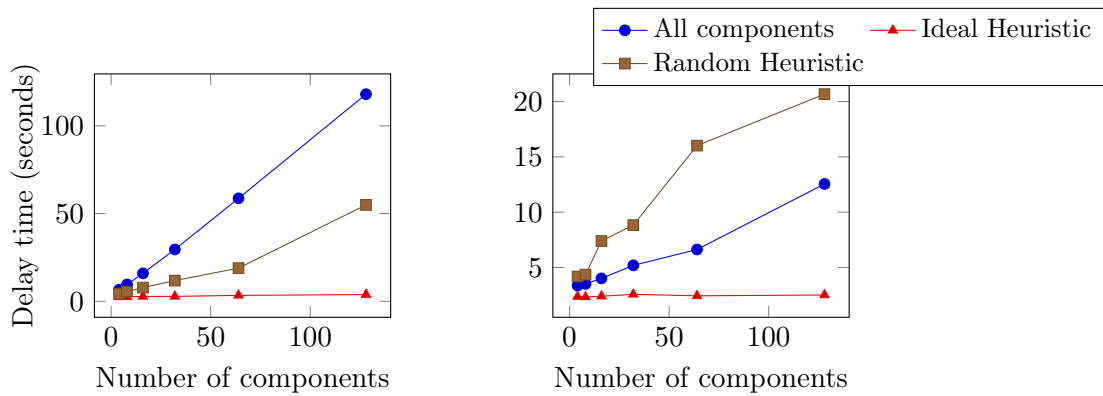 All components
Ideal Heuristic
Random Heuristic
Delay time (seconds)
100
50
0
0
50
100
Number of components
20
15
10
5
0
100
Number of components